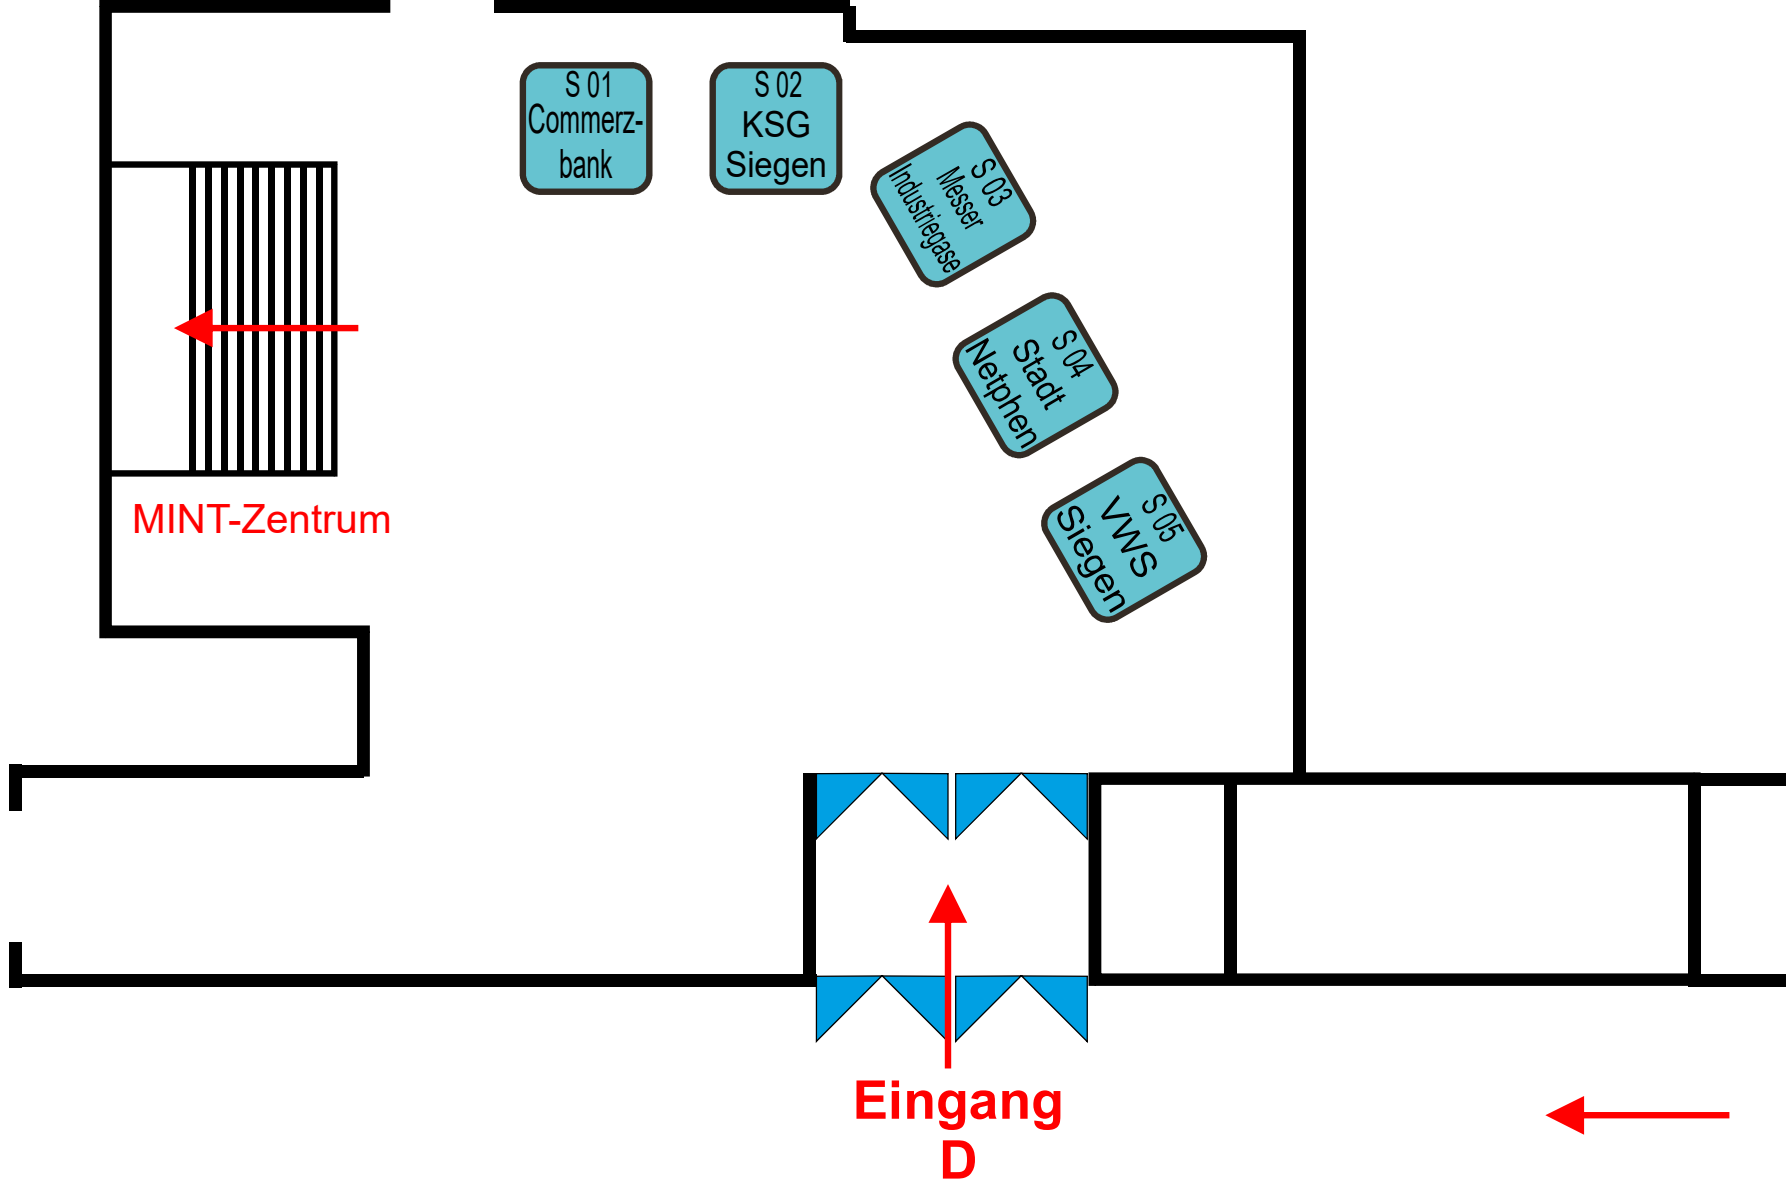 S 01
Commerz-
bank
S 02
KSG
Siegen
S 03
Messer
Industriegase
S 04
Stadt
Netphen
S 05
VWS
Siegen
MINT-Zentrum
Eingang
D